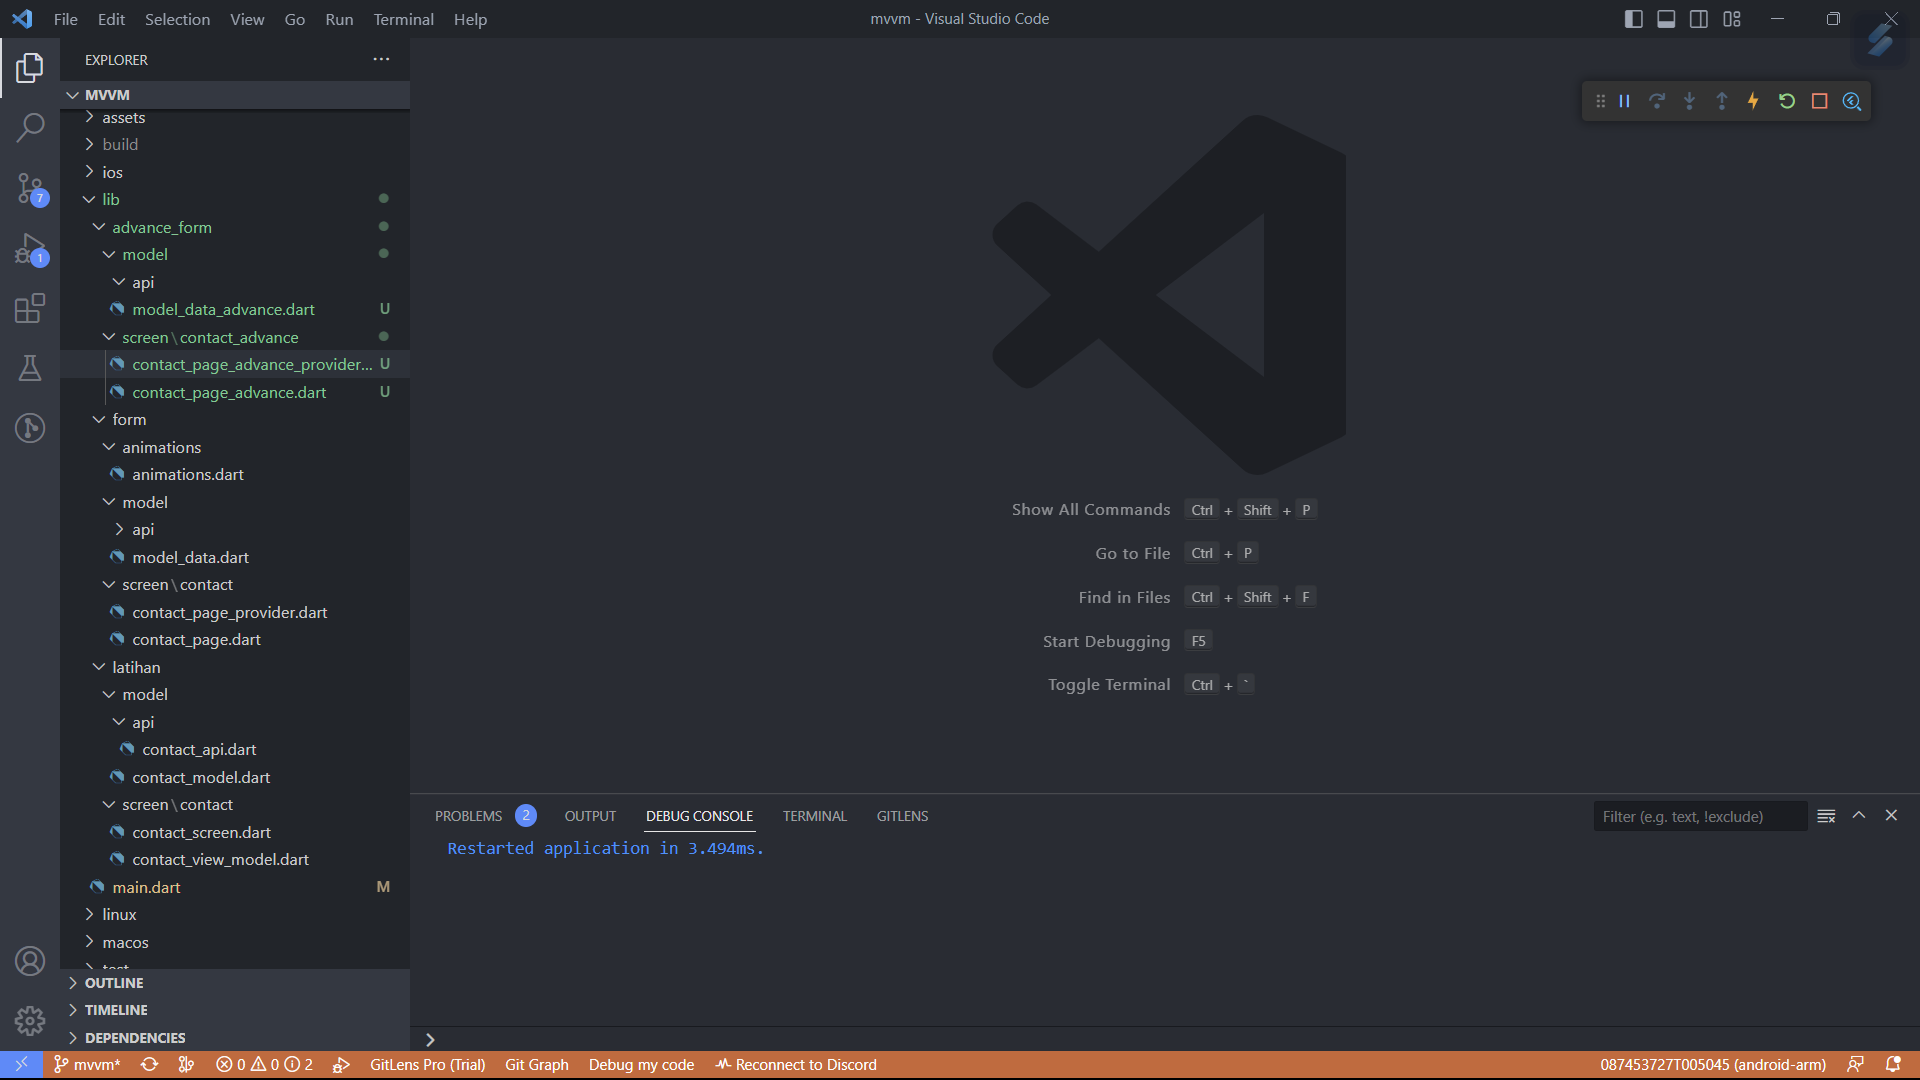 File Edit Selection View Go Run Terminal Help
mvvm - Visual Studio Code
EXPLORER
MVVM
assets
build
ios
lib
advance_form
model
api
model_data_advance.dart U
screen\contact_advance
contact_page_advance_provider... U
contact_page_advance.dart U
form
animations
animations.dart
model
api
model_data.dart
screen\contact
contact_page_provider.dart
contact_page.dart
latihan
model
api
contact_api.dart
contact_model.dart
screen\contact
contact_screen.dart
contact_view_model.dart
main.dart M
linux
macos
OUTLINE
TIMELINE
DEPENDENCIES
7
1
Show All Commands Ctrl + Shift + P
Go to File Ctrl + P
Find in Files Ctrl + Shift + F
Start Debugging F5
Toggle Terminal Ctrl + `
PROBLEMS 2 OUTPUT DEBUG CONSOLE TERMINAL GITLENS
Filter (e.g. text, !exclude)
Restarted application in 3.494ms.
mvvm* 0 0 2 GitLens Pro (Trial) Git Graph Debug my code Reconnect to Discord 087453727T005045 (android-arm)